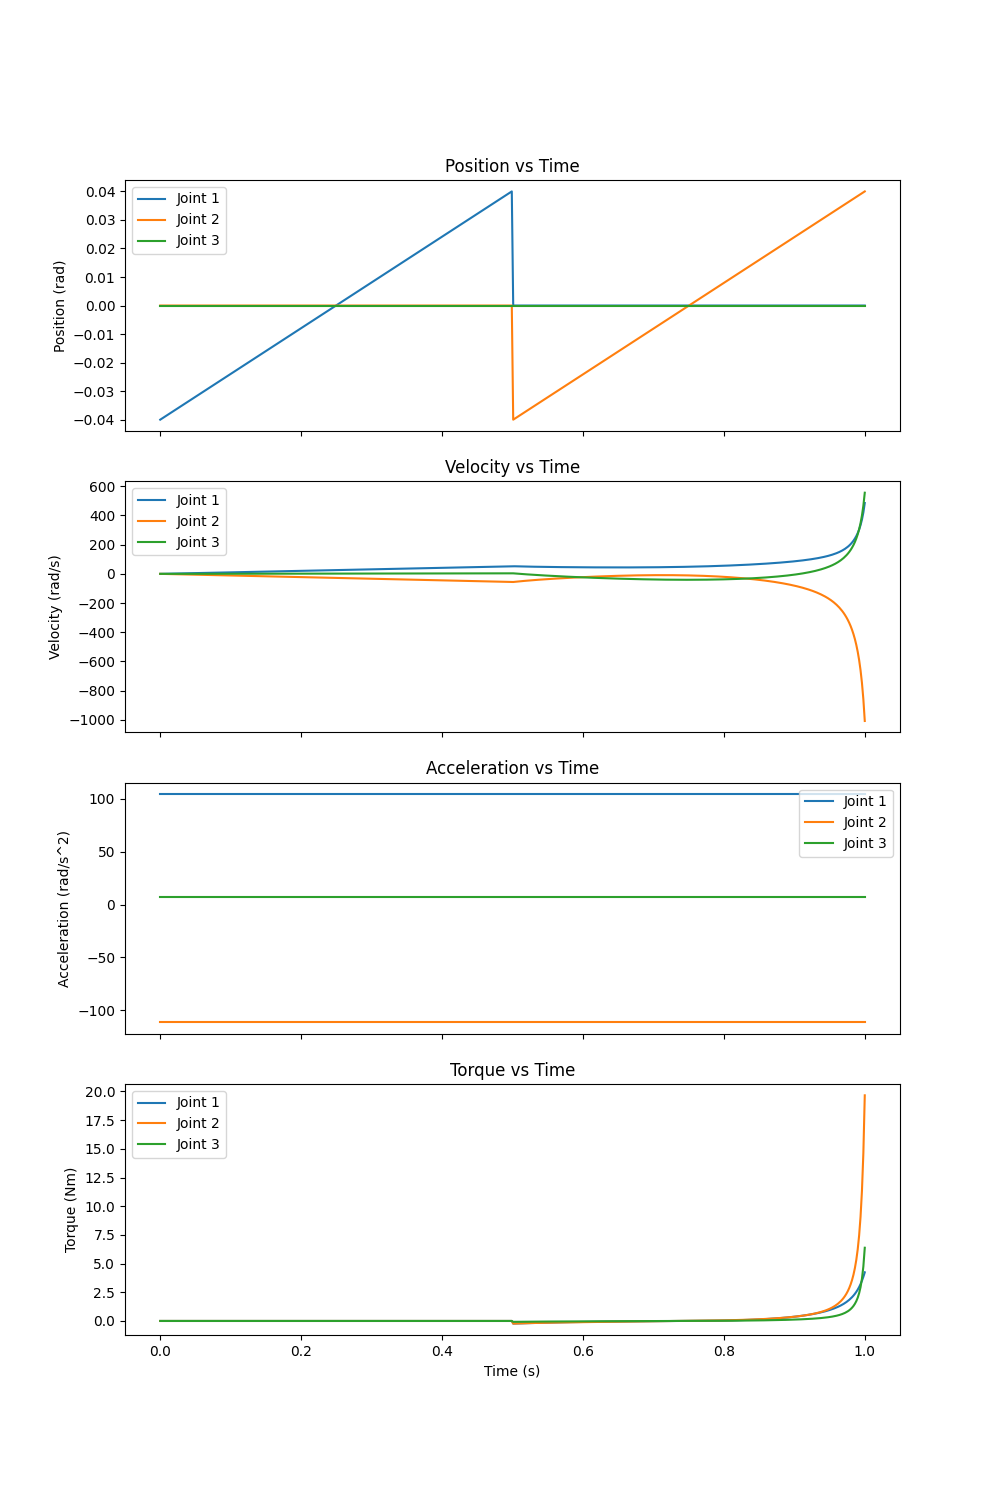 Position vs Time
Position (rad)
0.04
0.03
0.02
0.01
0.00
−0.01
−0.02
−0.03
−0.04
Joint 1
Joint 2
Joint 3
Velocity vs Time
Velocity (rad/s)
600
400
200
0
−200
−400
−600
−800
−1000
Joint 1
Joint 2
Joint 3
Acceleration vs Time
Acceleration (rad/s^2)
100
50
0
−50
−100
Joint 1
Joint 2
Joint 3
Torque vs Time
Torque (Nm)
20.0
17.5
15.0
12.5
10.0
7.5
5.0
2.5
0.0
Joint 1
Joint 2
Joint 3
0.0 0.2 0.4 0.6 0.8 1.0
Time (s)